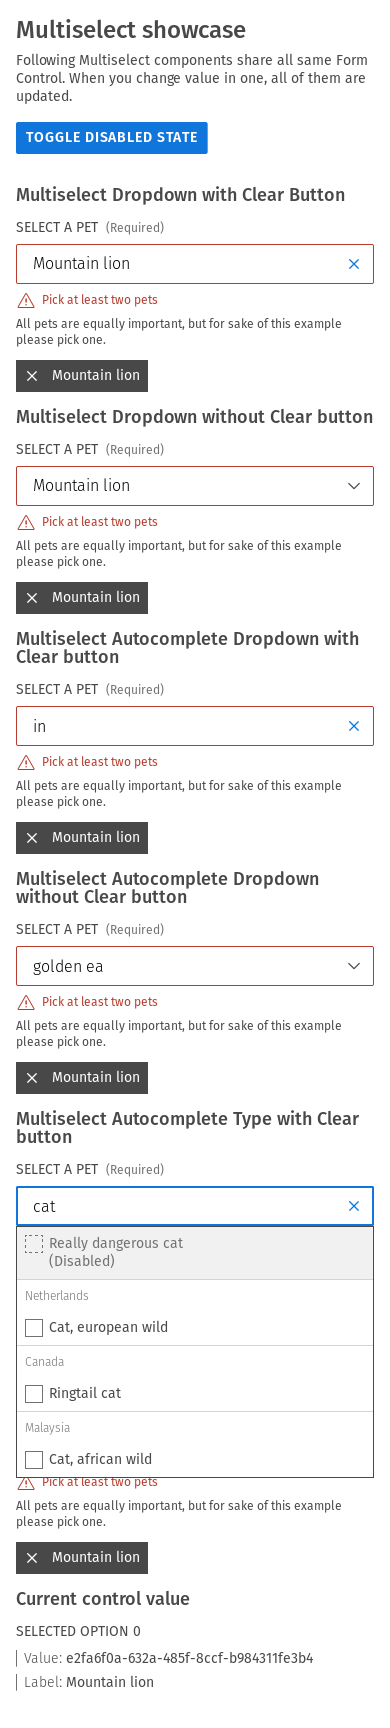 Multiselect showcase
Following Multiselect components share all same Form
Control. When you change value in one, all of them are
updated.
TOGGLE DISABLED STATE
Multiselect Dropdown with Clear Button
SELECT A PET (Required)
Mountain lion
Pick at least two pets
All pets are equally important, but for sake of this example
please pick one.
Mountain lion
Multiselect Dropdown without Clear button
SELECT A PET (Required)
Mountain lion
Pick at least two pets
All pets are equally important, but for sake of this example
please pick one.
Mountain lion
Multiselect Autocomplete Dropdown with
Clear button
SELECT A PET (Required)
in
Pick at least two pets
All pets are equally important, but for sake of this example
please pick one.
Mountain lion
Multiselect Autocomplete Dropdown
without Clear button
SELECT A PET (Required)
golden ea
Pick at least two pets
All pets are equally important, but for sake of this example
please pick one.
Mountain lion
Multiselect Autocomplete Type with Clear
button
SELECT A PET (Required)
cat
Really dangerous cat
(Disabled)
Netherlands
Cat, european wild
Canada
Ringtail cat
Malaysia
Cat, african wild
Pick at least two pets
All pets are equally important, but for sake of this example
please pick one.
Mountain lion
Current control value
SELECTED OPTION 0
Value: e2fa6f0a-632a-485f-8ccf-b984311fe3b4
Label: Mountain lion